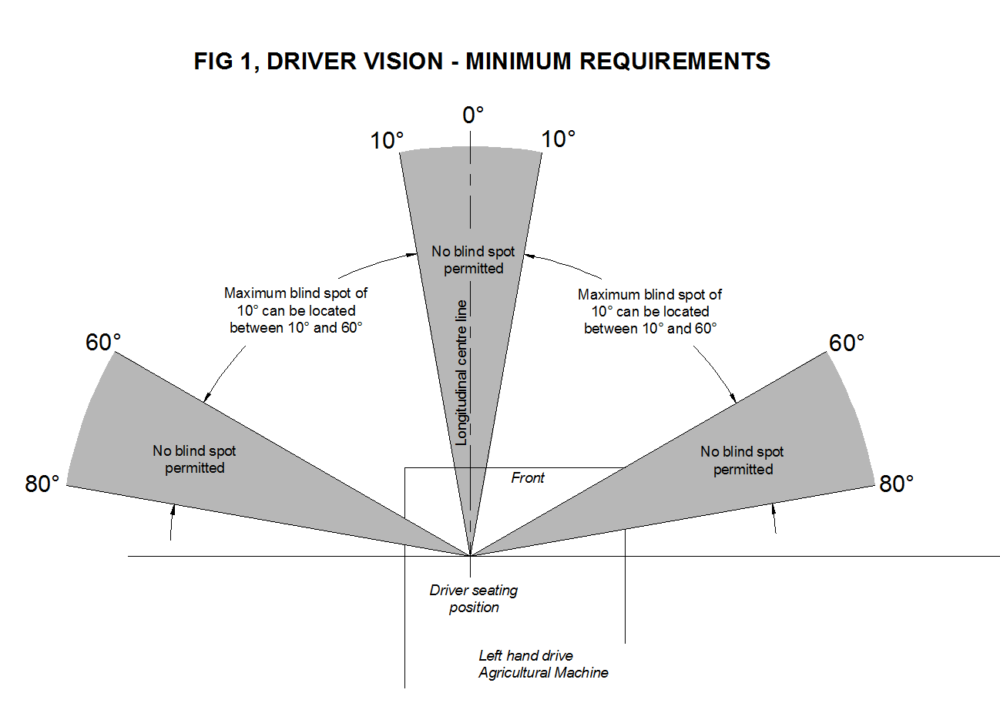 FIG 1, DRIVER VISION - MINIMUM REQUIREMENTS
0°
10°
10°
No blind spot
permitted
Maximum blind spot of
10° can be located
between 10° and 60°
Maximum blind spot of
10° can be located
between 10° and 60°
Longitudinal centre line
60°
60°
No blind spot
permitted
No blind spot
permitted
80°
80°
Front
Driver seating
position
Left hand drive
Agricultural Machine